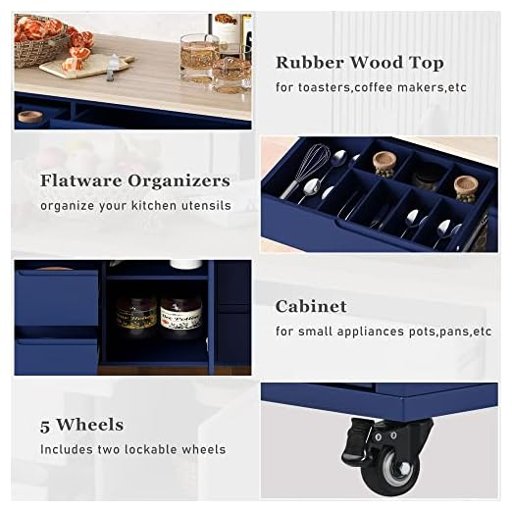 Rubber Wood Top
for toasters,coffee makers,etc
Flatware Organizers
organize your kitchen utensils
Cabinet
for small appliances pots,pans,etc
5 Wheels
Includes two lockable wheels